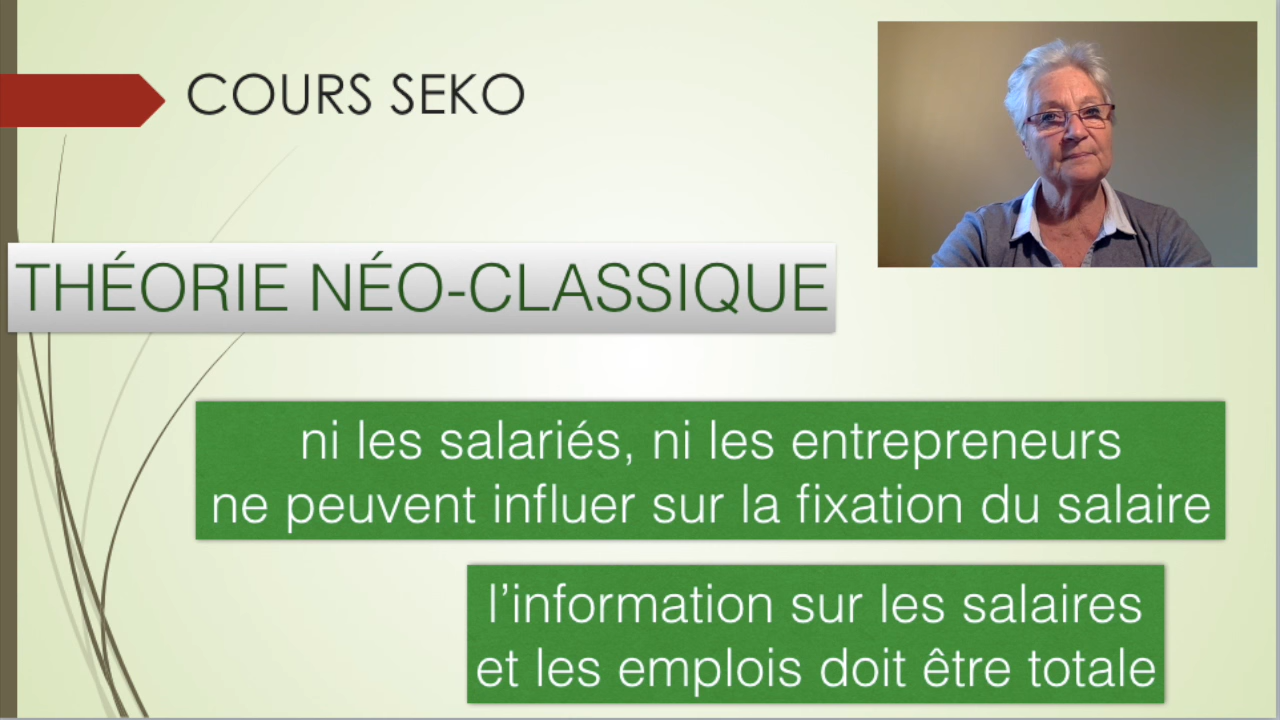 COURS SEKO
THÉORIE NÉO-CLASSIQUE
ni les salariés, ni les entrepreneurs
ne peuvent influer sur la fixation du salaire
l’information sur les salaires
et les emplois doit être totale